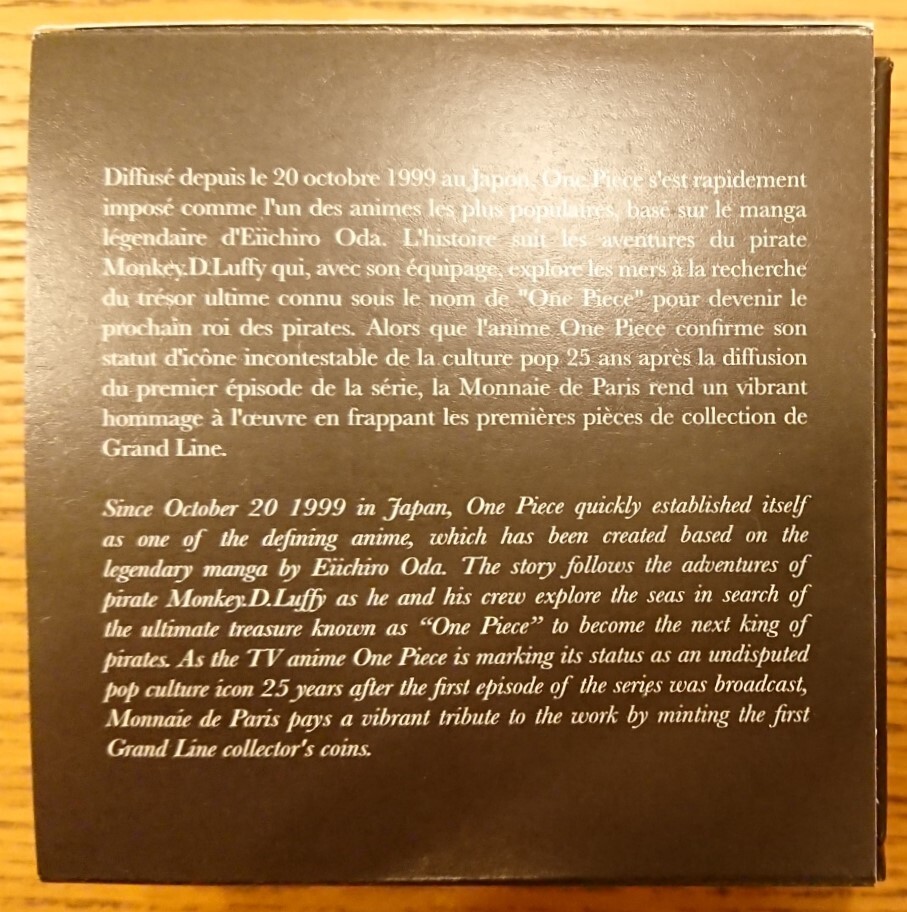 Diffusé depuis le 20 octobre 1999 au Japon, One Piece s'est rapidement
imposé comme l'un des animes les plus populaires, basé sur le manga
légendaire d'Eiichiro Oda. L'histoire suit les aventures du pirate
Monkey.D.Luffy qui, avec son équipage, explore les mers à la recherche
du trésor ultime connu sous le nom de "One Piece" pour devenir le
prochain roi des pirates. Alors que l'anime One Piece confirme son
statut d'icône incontestable de la culture pop 25 ans après la diffusion
du premier épisode de la série, la Monnaie de Paris rend un vibrant
hommage à l'œuvre en frappant les premières pièces de collection de
Grand Line.

Since October 20 1999 in Japan, One Piece quickly established itself
as one of the defining anime, which has been created based on the
legendary manga by Eiichiro Oda. The story follows the adventures of
pirate Monkey.D.Luffy as he and his crew explore the seas in search of
the ultimate treasure known as “One Piece” to become the next king of
pirates. As the TV anime One Piece is marking its status as an undisputed
pop culture icon 25 years after the first episode of the series was broadcast,
Monnaie de Paris pays a vibrant tribute to the work by minting the first
Grand Line collector's coins.